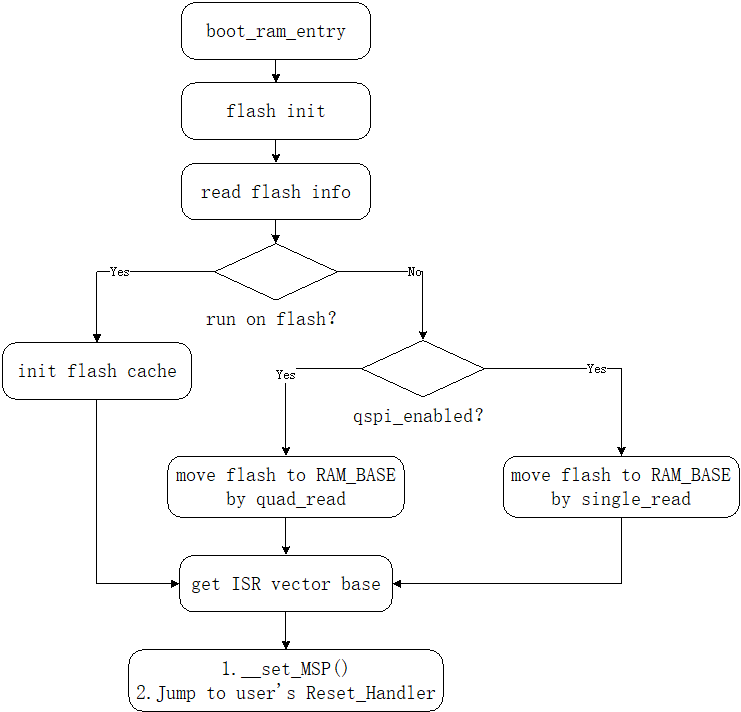 boot_ram_entry
flash init
read flash info
Yes
No
run on flash?
init flash cache
Yes
Yes
qspi_enabled?
move flash to RAM_BASE
by quad_read
move flash to RAM_BASE
by single_read
get ISR vector base
1.__set_MSP()
2.Jump to user's Reset_Handler